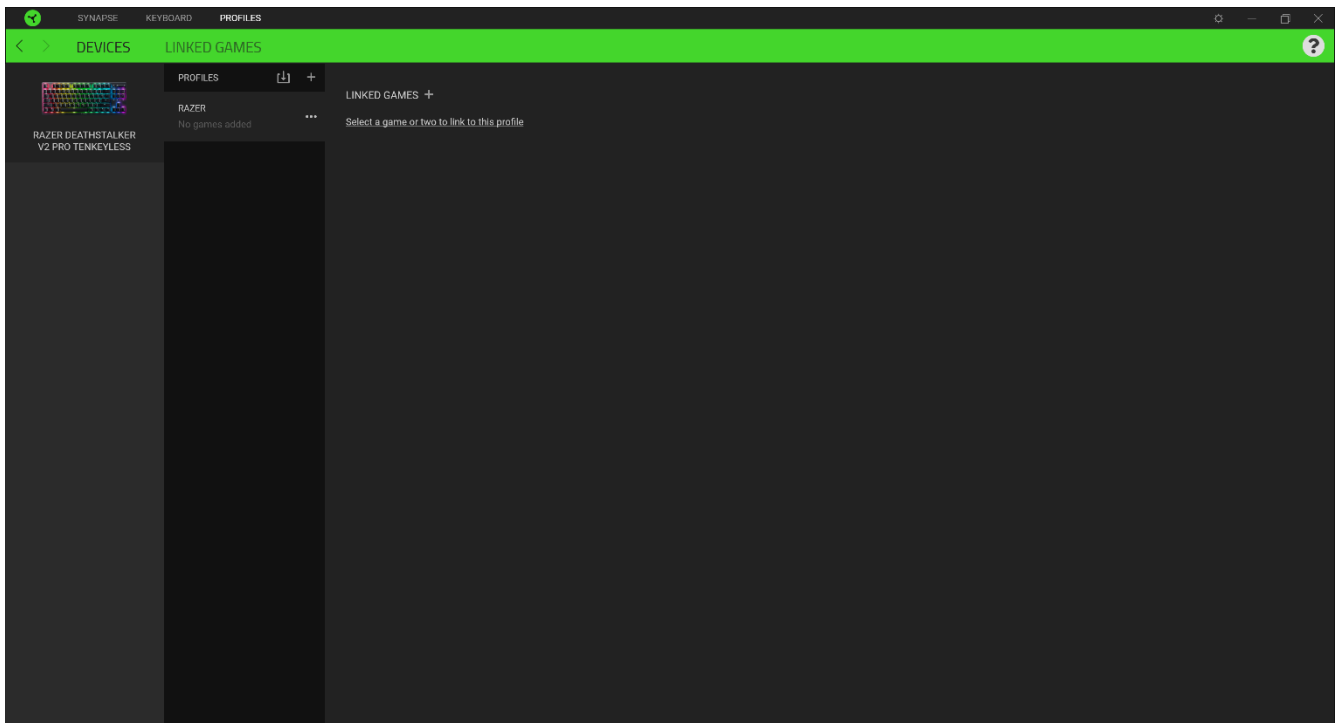 SYNAPSE KEYBOARD PROFILES
DEVICES LINKED GAMES
?
RAZER DEATHSTALKER
V2 PRO TENKEYLESS
PROFILES
RAZER
No games added
LINKED GAMES +
Select a game or two to link to this profile